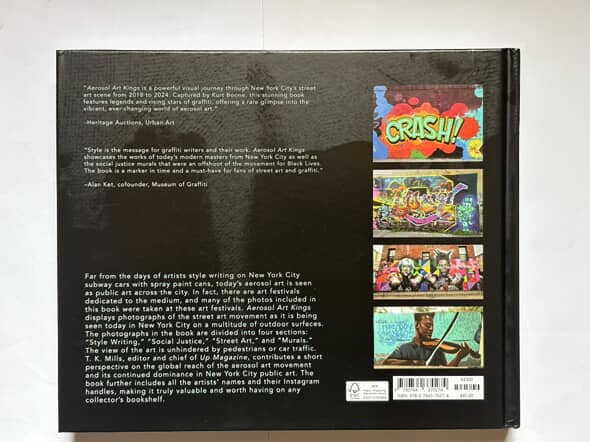 "Aerosol Art Kings is a powerful visual journey through New York City's street
art scene from 2018 to 2024. Captured by Kurt Boone, this stunning book
features legends and rising stars of graffiti, offering a rare glimpse into the
vibrant, ever-changing world of aerosol art."
–Heritage Auctions, Urban Art
"Style is the message for graffiti writers and their work. Aerosol Art Kings
showcases the works of today's modern masters from New York City as well as
the social justice murals that were an offshoot of the movement for Black Lives.
The book is a marker in time and a must-have for fans of street art and graffiti."
–Alan Ket, cofounder, Museum of Graffiti
Far from the days of artists style writing on New York City
subway cars with spray paint cans, today's aerosol art is seen
as public art across the city. In fact, there are art festivals
dedicated to the medium, and many of the photos included in
this book were taken at these art festivals. Aerosol Art Kings
displays photographs of the street art movement as it is being
seen today in New York City on a multitude of outdoor surfaces.
The photographs in the book are divided into four sections:
"Style Writing," "Social Justice," "Street Art," and "Murals."
The view of the art is unhindered by pedestrians or car traffic.
T. K. Mills, editor and chief of Up Magazine, contributes a short
perspective on the global reach of the aerosol art movement
and its continued dominance in New York City public art. The
book further includes all the artists' names and their Instagram
handles, making it truly valuable and worth having on any
collector's bookshelf.
CRASH!
FSC